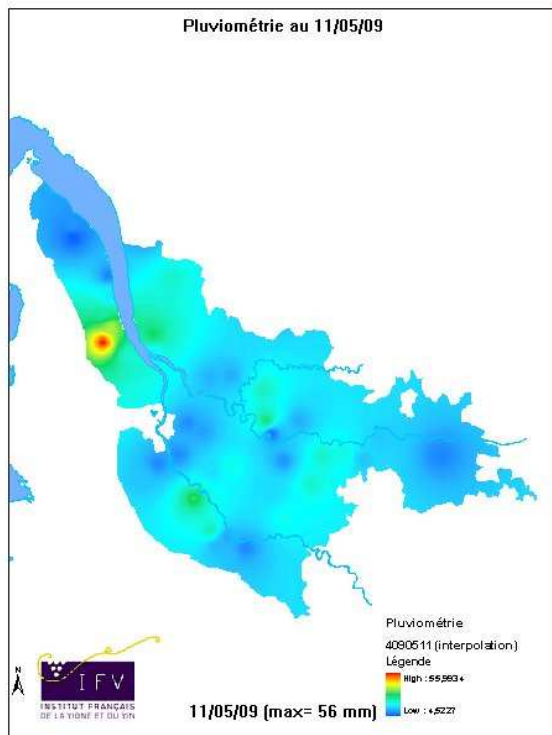 Pluviométrie au 11/05/09
Pluviométrie
4090511 (interpolation)
Légende
High : 55,9934
Low : 4,5227
N
IFV
INSTITUT FRANÇAIS
DE LA VIGNE ET DU VIN
11/05/09 (max= 56 mm)